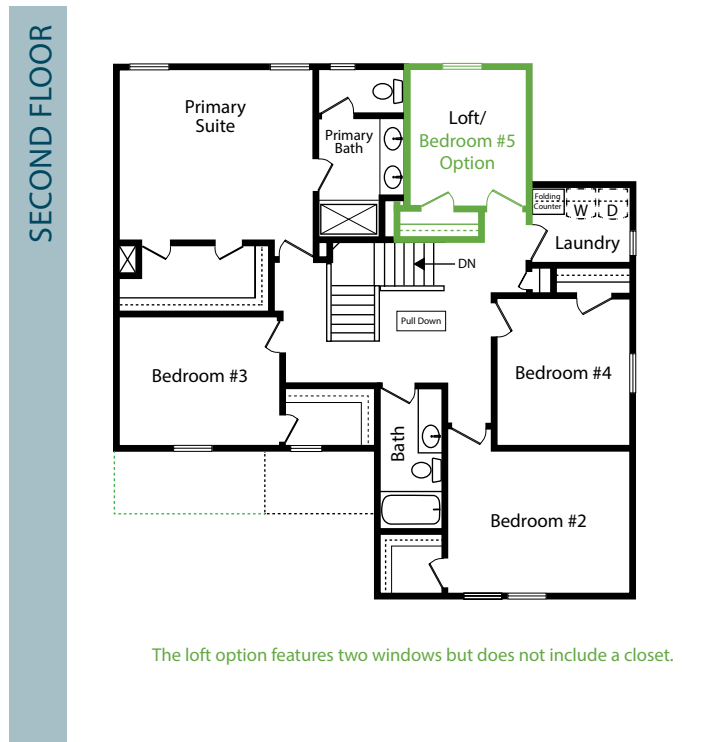 SECOND FLOOR
Primary
Suite
Primary
Bath
Loft/
Bedroom #5
Option
Folding
Counter
W
D
Laundry
DN
Pull Down
Bedroom #3
Bedroom #4
Bath
Bedroom #2
The loft option features two windows but does not include a closet.